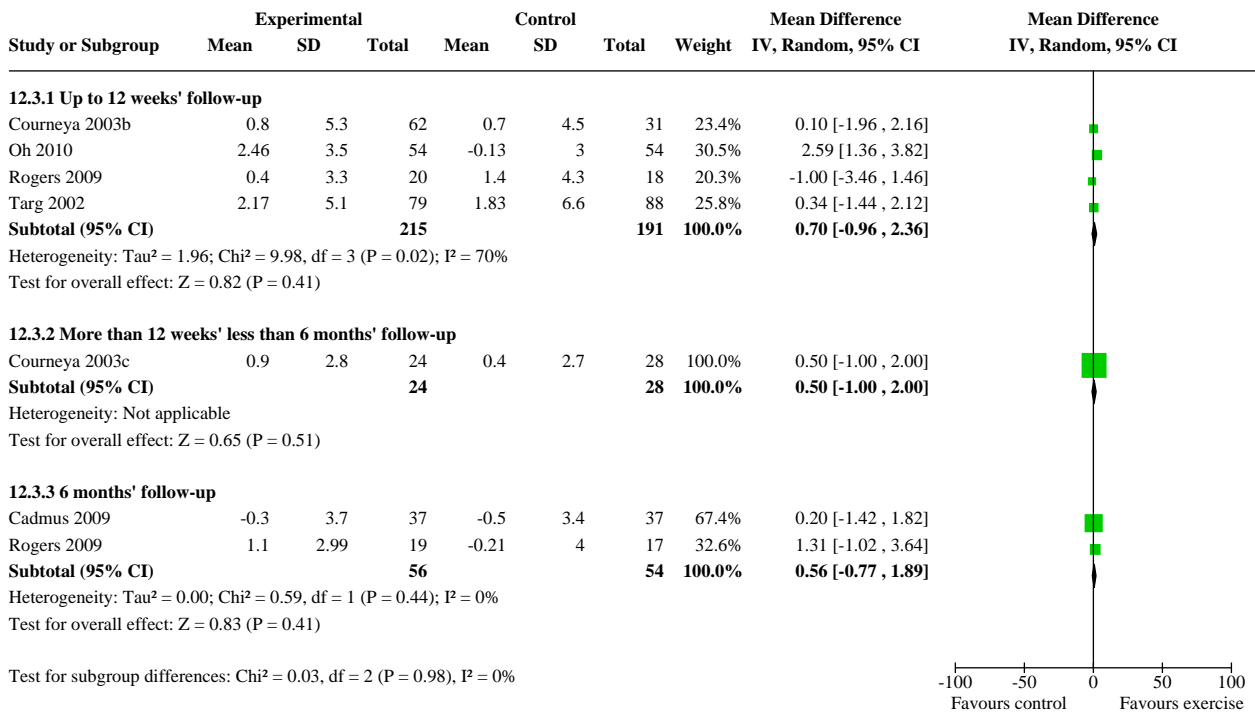 Experimental Control Mean Difference Mean Difference
Study or Subgroup Mean SD Total Mean SD Total Weight IV, Random, 95% CI IV, Random, 95% CI
12.3.1 Up to 12 weeks' follow-up
Courneya 2003b 0.8 5.3 62 0.7 4.5 31 23.4% 0.10 [-1.96 , 2.16]
Oh 2010 2.46 3.5 54 -0.13 3 54 30.5% 2.59 [1.36 , 3.82]
Rogers 2009 0.4 3.3 20 1.4 4.3 18 20.3% -1.00 [-3.46 , 1.46]
Targ 2002 2.17 5.1 79 1.83 6.6 88 25.8% 0.34 [-1.44 , 2.12]
Subtotal (95% CI) 215 191 100.0% 0.70 [-0.96 , 2.36]
Heterogeneity: Tau² = 1.96; Chi² = 9.98, df = 3 (P = 0.02); I² = 70%
Test for overall effect: Z = 0.82 (P = 0.41)
12.3.2 More than 12 weeks' less than 6 months' follow-up
Courneya 2003c 0.9 2.8 24 0.4 2.7 28 100.0% 0.50 [-1.00 , 2.00]
Subtotal (95% CI) 24 28 100.0% 0.50 [-1.00 , 2.00]
Heterogeneity: Not applicable
Test for overall effect: Z = 0.65 (P = 0.51)
12.3.3 6 months' follow-up
Cadmus 2009 -0.3 3.7 37 -0.5 3.4 37 67.4% 0.20 [-1.42 , 1.82]
Rogers 2009 1.1 2.99 19 -0.21 4 17 32.6% 1.31 [-1.02 , 3.64]
Subtotal (95% CI) 56 54 100.0% 0.56 [-0.77 , 1.89]
Heterogeneity: Tau² = 0.00; Chi² = 0.59, df = 1 (P = 0.44); I² = 0%
Test for overall effect: Z = 0.83 (P = 0.41)
Test for subgroup differences: Chi² = 0.03, df = 2 (P = 0.98), I² = 0%
-100 -50 0 50 100
Favours control Favours exercise